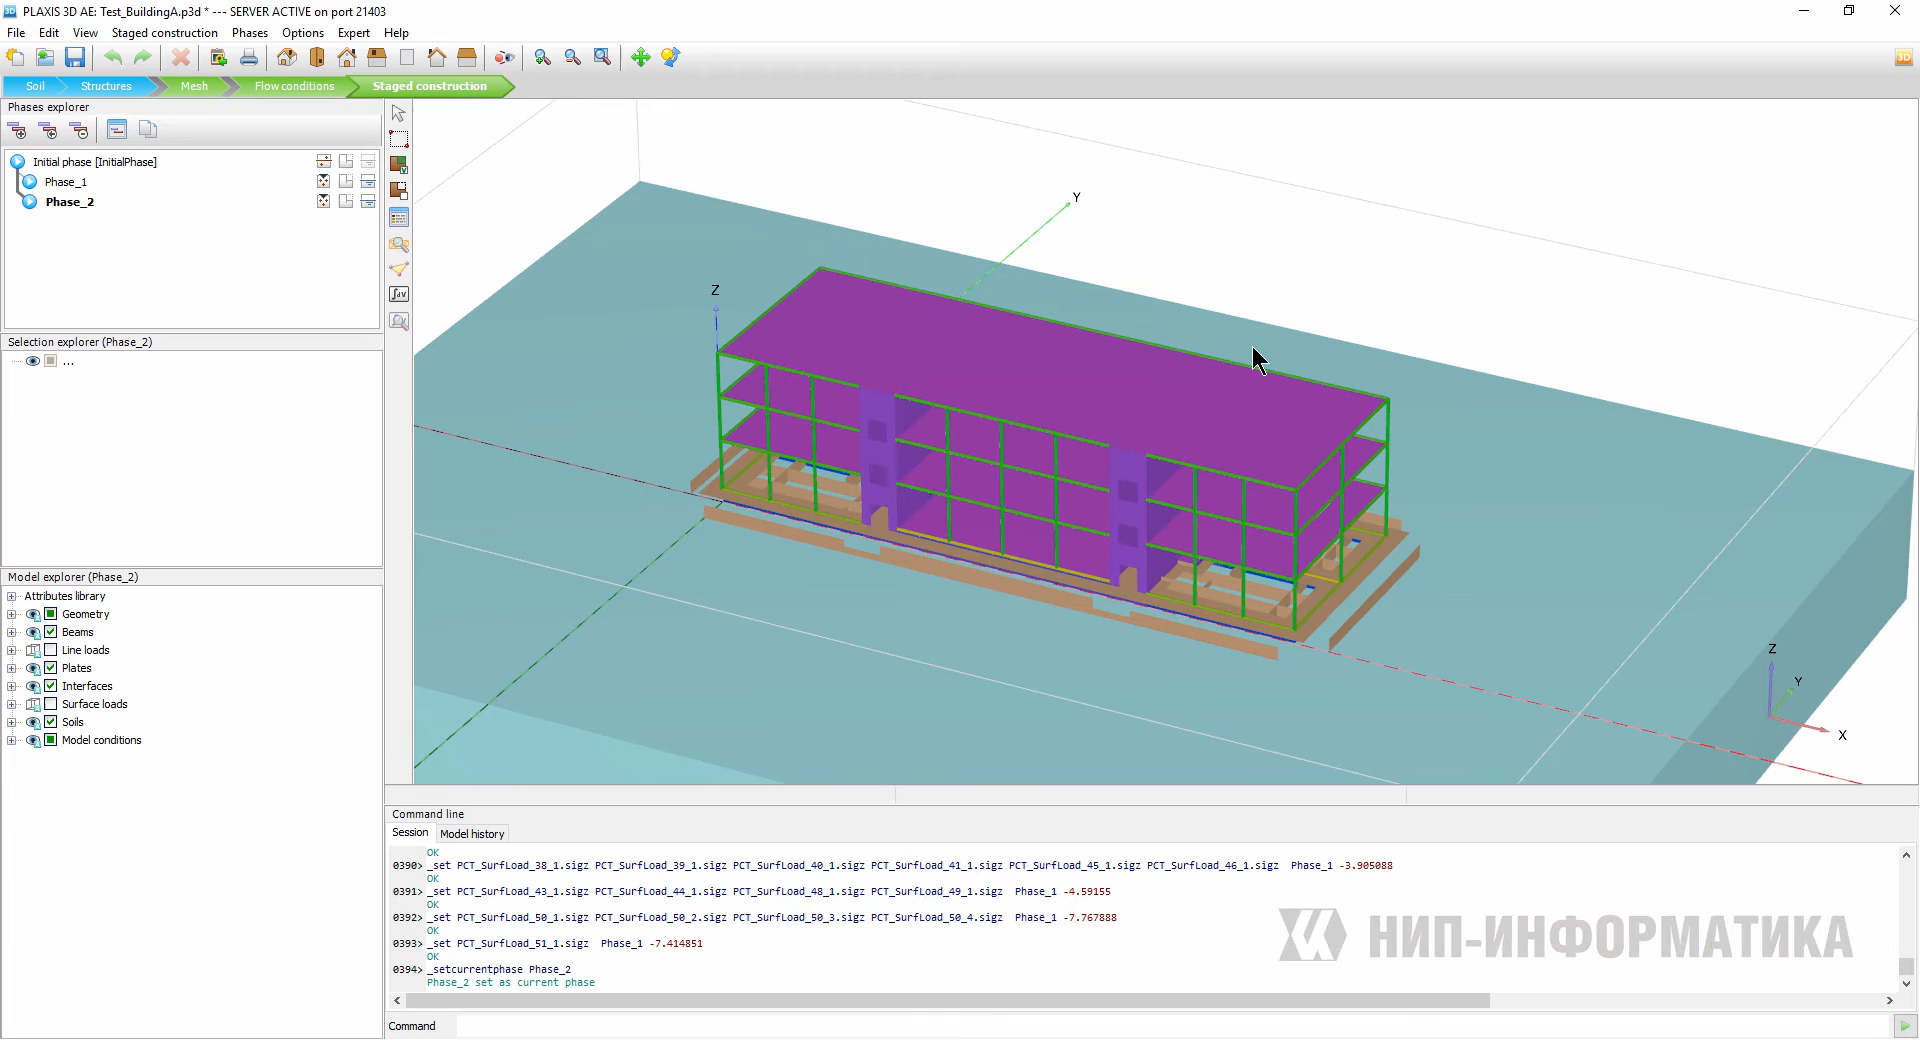 PLAXIS 3D AE: Test_BuildingA.p3d * --- SERVER ACTIVE on port 21403
File Edit View Staged construction Phases Options Expert Help
Soil Structures Mesh Flow conditions Staged construction
Phases explorer
Initial phase [InitialPhase]
Phase_1
Phase_2
Selection explorer (Phase_2)
...
Model explorer (Phase_2)
Attributes library
Geometry
Beams
Line loads
Plates
Interfaces
Surface loads
Soils
Model conditions
Y
Z
Z
Y
X
Command line
Session Model history
OK
0390> _set PCT_SurfLoad_38_1.sigz PCT_SurfLoad_39_1.sigz PCT_SurfLoad_40_1.sigz PCT_SurfLoad_41_1.sigz PCT_SurfLoad_45_1.sigz PCT_SurfLoad_46_1.sigz Phase_1 -3.905088
OK
0391> _set PCT_SurfLoad_43_1.sigz PCT_SurfLoad_44_1.sigz PCT_SurfLoad_48_1.sigz PCT_SurfLoad_49_1.sigz Phase_1 -4.59155
OK
0392> _set PCT_SurfLoad_50_1.sigz PCT_SurfLoad_50_2.sigz PCT_SurfLoad_50_3.sigz PCT_SurfLoad_50_4.sigz Phase_1 -7.767888
OK
0393> _set PCT_SurfLoad_51_1.sigz Phase_1 -7.414851
OK
0394> _setcurrentphase Phase_2
Phase_2 set as current phase
НИП-ИНФОРМАТИКА
Command